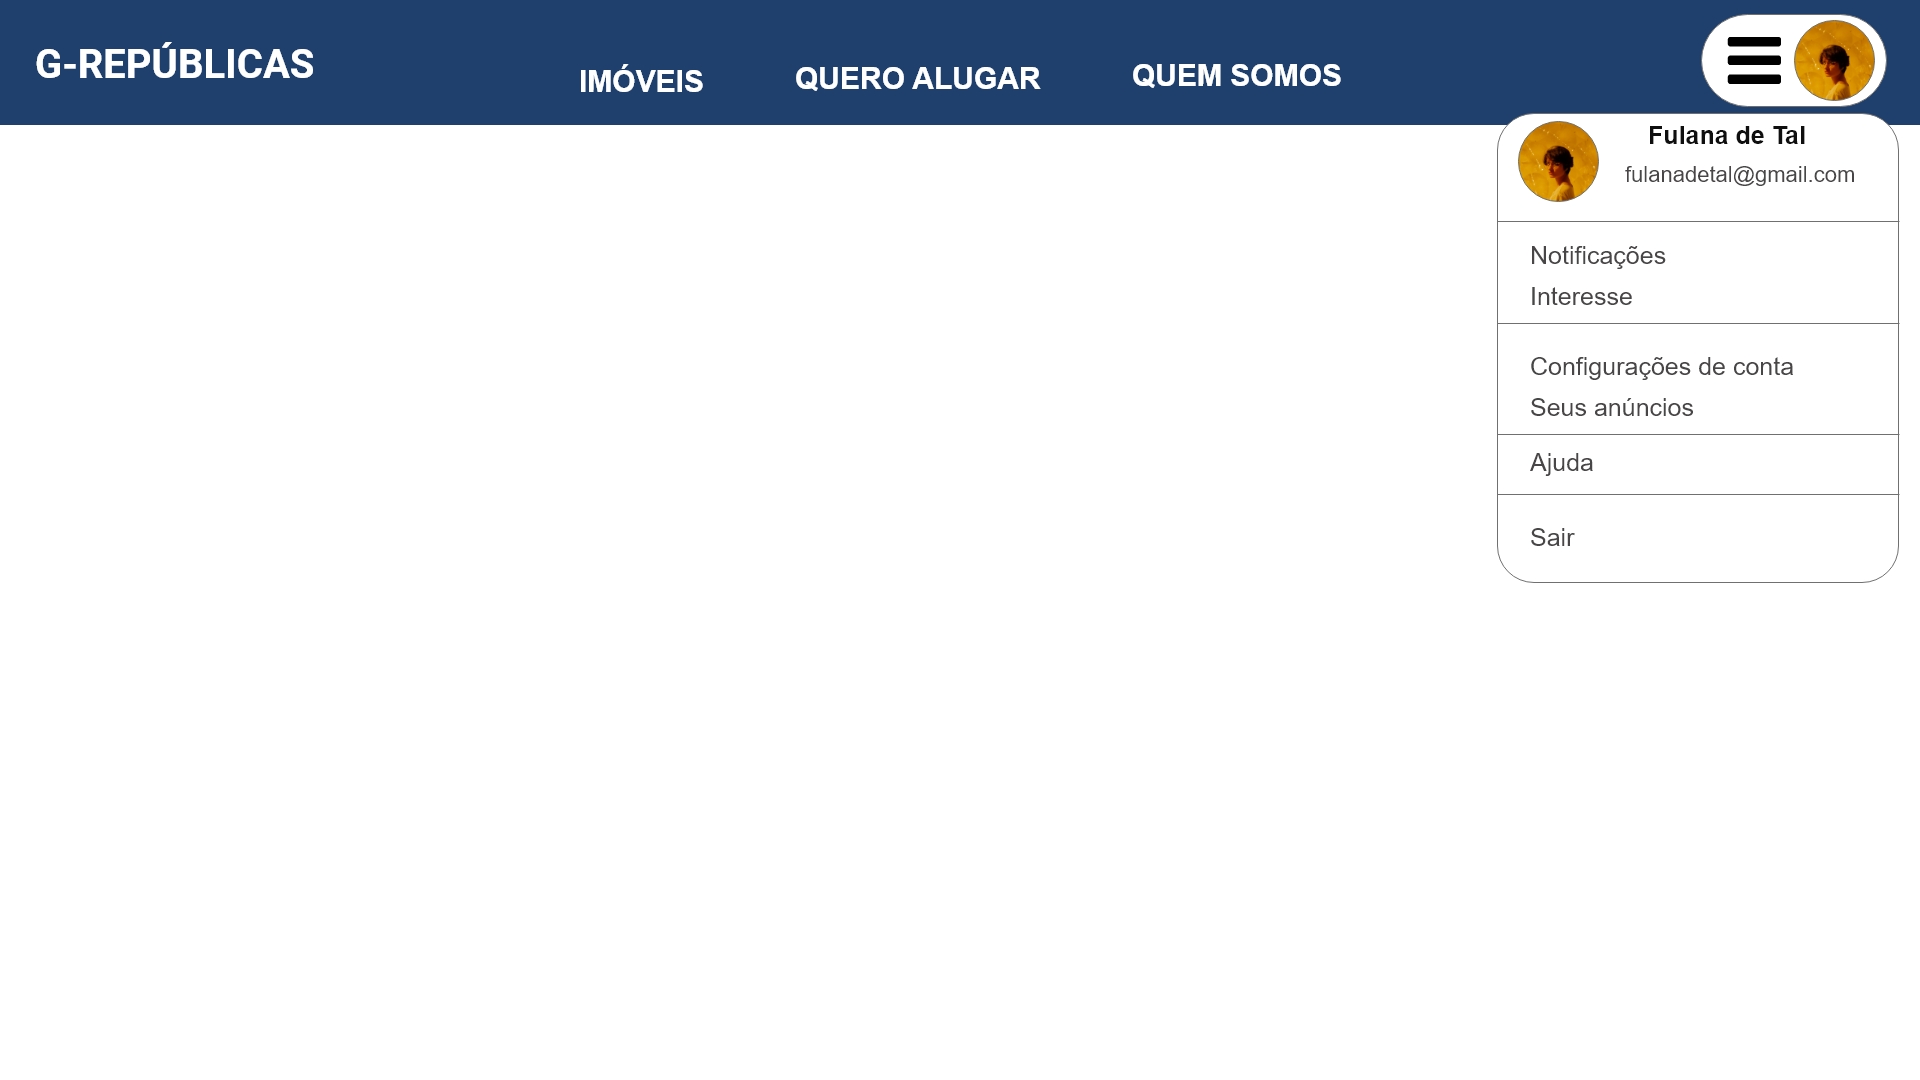 G-REPÚBLICAS
IMÓVEIS
QUERO ALUGAR
QUEM SOMOS
Fulana de Tal
fulanadetal@gmail.com
Notificações
Interesse
Configurações de conta
Seus anúncios
Ajuda
Sair